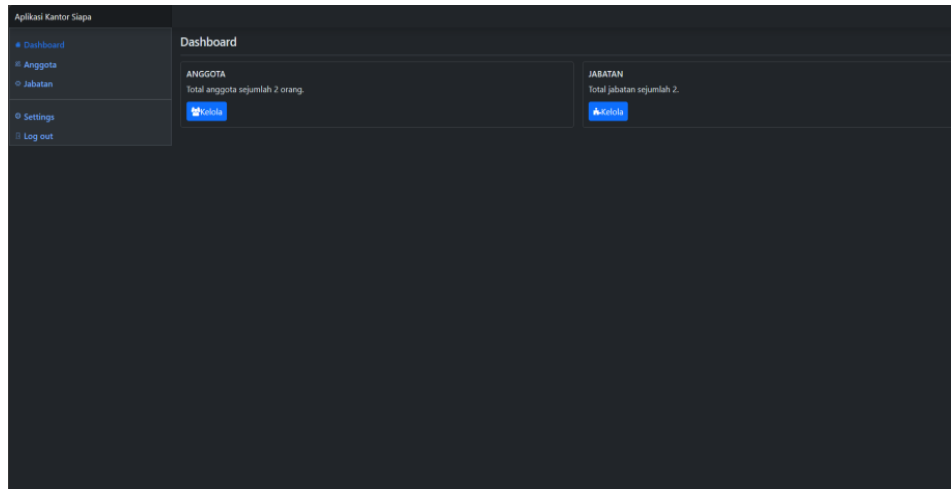 Aplikasi Kantor Siapa
Dashboard
Anggota
Jabatan
Settings
Log out
Dashboard
ANGGOTA
Total anggota sejumlah 2 orang.
Kelola
JABATAN
Total jabatan sejumlah 2.
Kelola